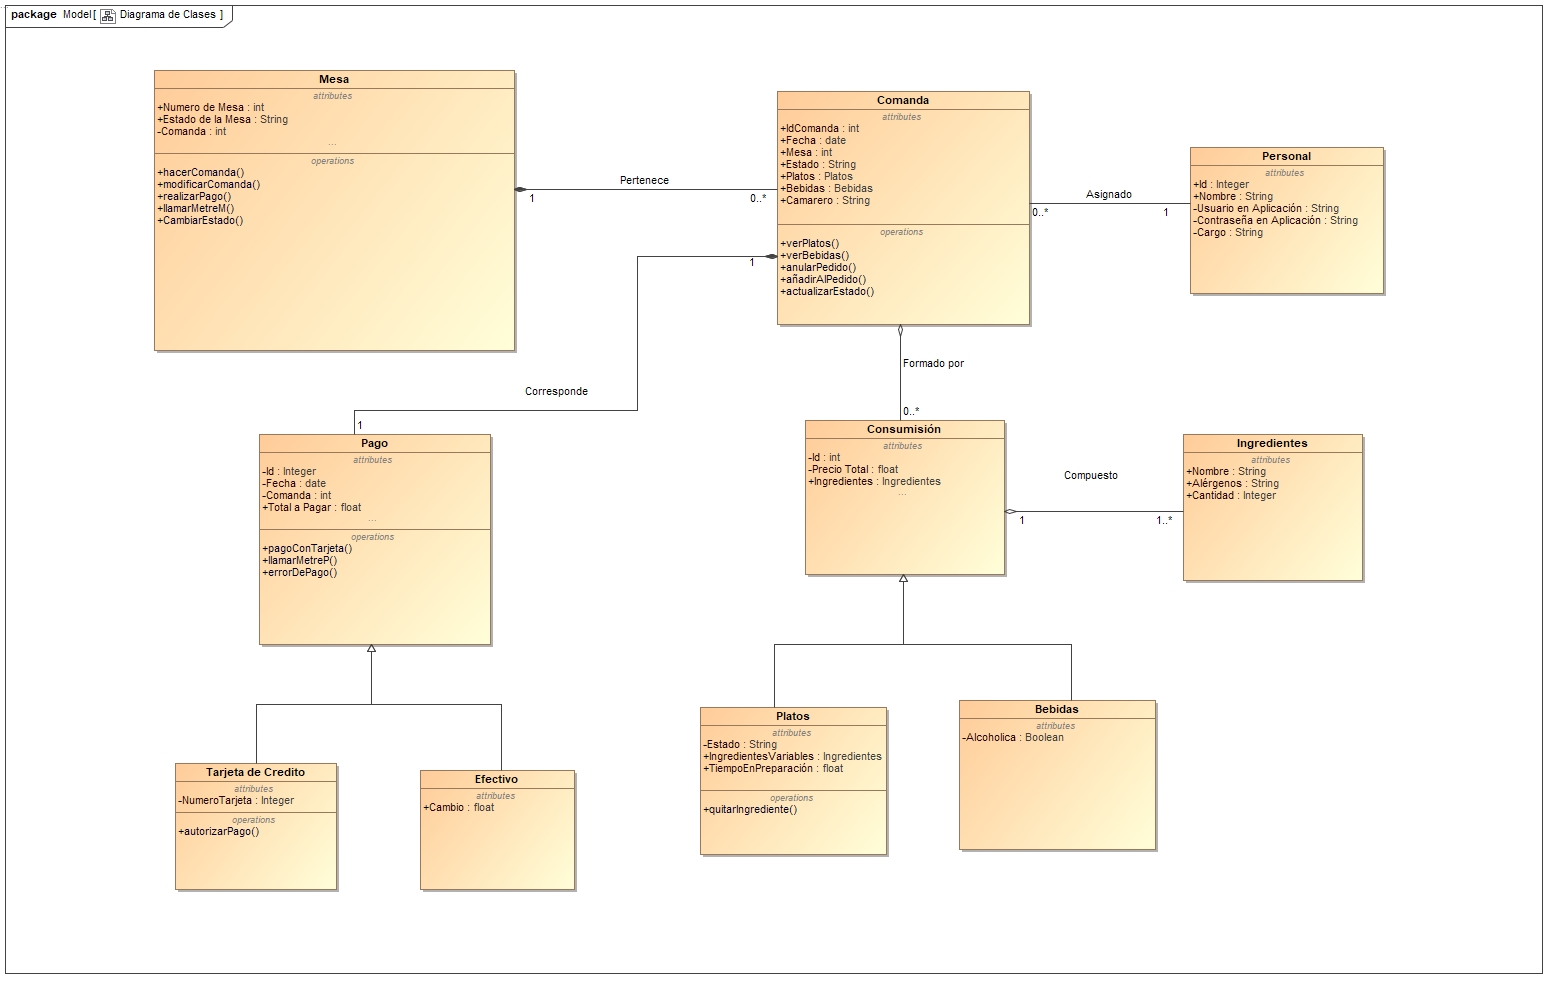 package Model[ Diagrama de Clases ]
Mesa
attributes
+Numero de Mesa : int
+Estado de la Mesa : String
-Comanda : int
...
operations
+hacerComanda()
+modificarComanda()
+realizarPago()
+llamarMetreM()
+CambiarEstado()
Pertenece
1
0..*
Comanda
attributes
+IdComanda : int
+Fecha : date
+Mesa : int
+Estado : String
+Platos : Platos
+Bebidas : Bebidas
+Camarero : String
operations
+verPlatos()
+verBebidas()
+anularPedido()
+añadirAlPedido()
+actualizarEstado()
Asignado
0..*
1
Personal
attributes
+Id : Integer
+Nombre : String
-Usuario en Aplicación : String
-Contraseña en Aplicación : String
-Cargo : String
1
Corresponde
1
Formado por
0..*
Pago
attributes
-Id : Integer
-Fecha : date
-Comanda : int
+Total a Pagar : float
...
operations
+pagoConTarjeta()
+llamarMetreP()
+errorDePago()
Consumisión
attributes
-Id : int
-Precio Total : float
+Ingredientes : Ingredientes
...
Compuesto
1
1..*
Ingredientes
attributes
+Nombre : String
+Alérgenos : String
+Cantidad : Integer
Tarjeta de Credito
attributes
-NumeroTarjeta : Integer
operations
+autorizarPago()
Efectivo
attributes
+Cambio : float
Platos
attributes
-Estado : String
+IngredientesVariables : Ingredientes
+TiempoEnPreparación : float
operations
+quitarIngrediente()
Bebidas
attributes
-Alcoholica : Boolean